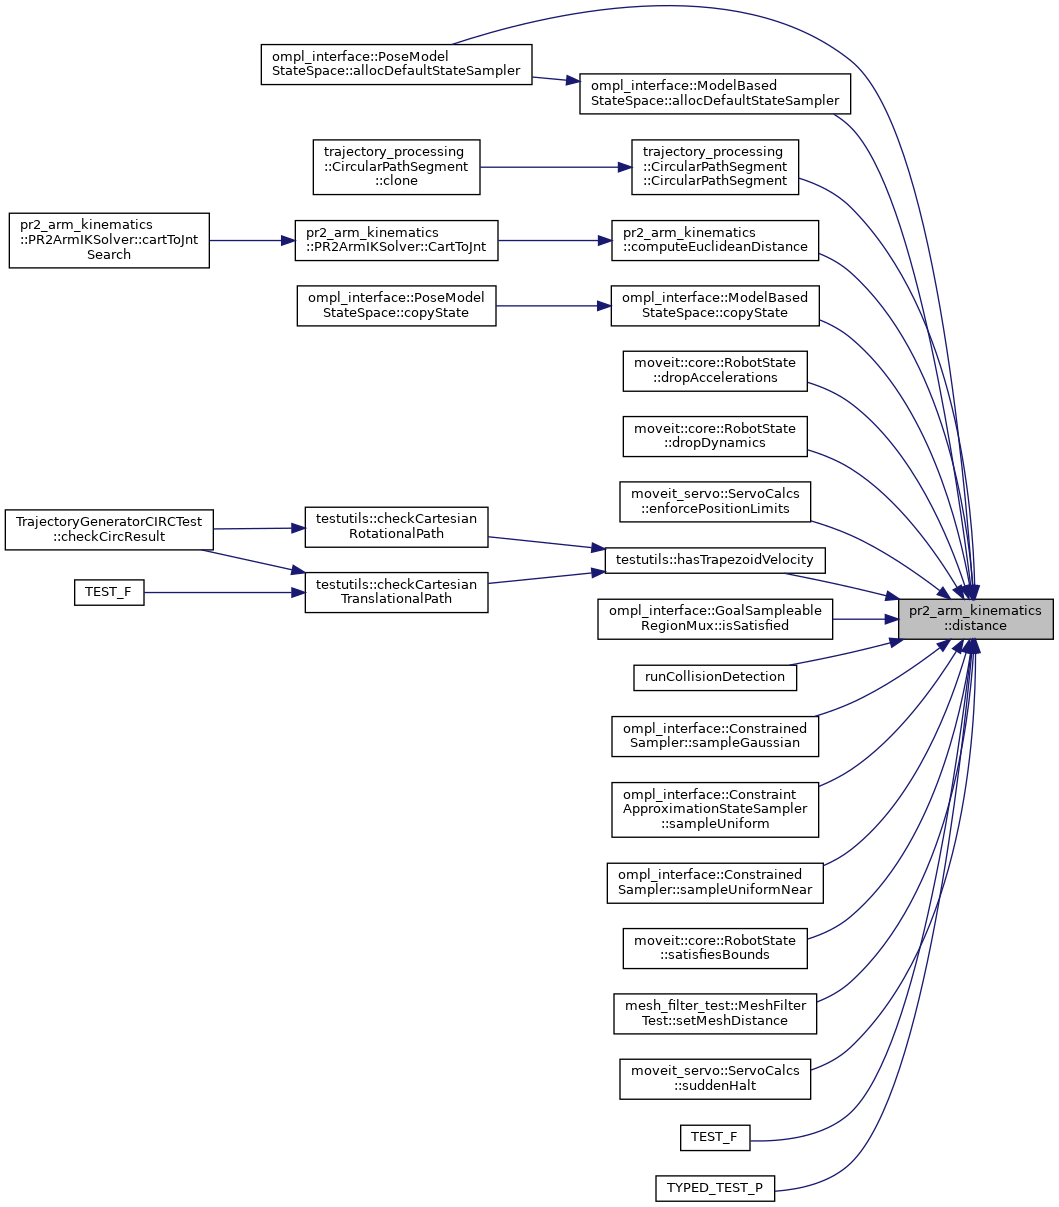 ompl_interface::PoseModel
StateSpace::allocDefaultStateSampler
ompl_interface::ModelBased
StateSpace::allocDefaultStateSampler
trajectory_processing
::CircularPathSegment
::clone
trajectory_processing
::CircularPathSegment
::CircularPathSegment
pr2_arm_kinematics
::PR2ArmIKSolver::cartToJnt
Search
pr2_arm_kinematics
::PR2ArmIKSolver::CartToJnt
pr2_arm_kinematics
::computeEuclideanDistance
ompl_interface::PoseModel
StateSpace::copyState
ompl_interface::ModelBased
StateSpace::copyState
moveit::core::RobotState
::dropAccelerations
moveit::core::RobotState
::dropDynamics
moveit_servo::ServoCalcs
::enforcePositionLimits
TrajectoryGeneratorCIRCTest
::checkCircResult
testutils::checkCartesian
RotationalPath
testutils::hasTrapezoidVelocity
TEST_F
testutils::checkCartesian
TranslationalPath
ompl_interface::GoalSampleable
RegionMux::isSatisfied
pr2_arm_kinematics
::distance
runCollisionDetection
ompl_interface::Constrained
Sampler::sampleGaussian
ompl_interface::Constraint
ApproximationStateSampler
::sampleUniform
ompl_interface::Constrained
Sampler::sampleUniformNear
moveit::core::RobotState
::satisfiesBounds
mesh_filter_test::MeshFilter
Test::setMeshDistance
moveit_servo::ServoCalcs
::suddenHalt
TEST_F
TYPED_TEST_P